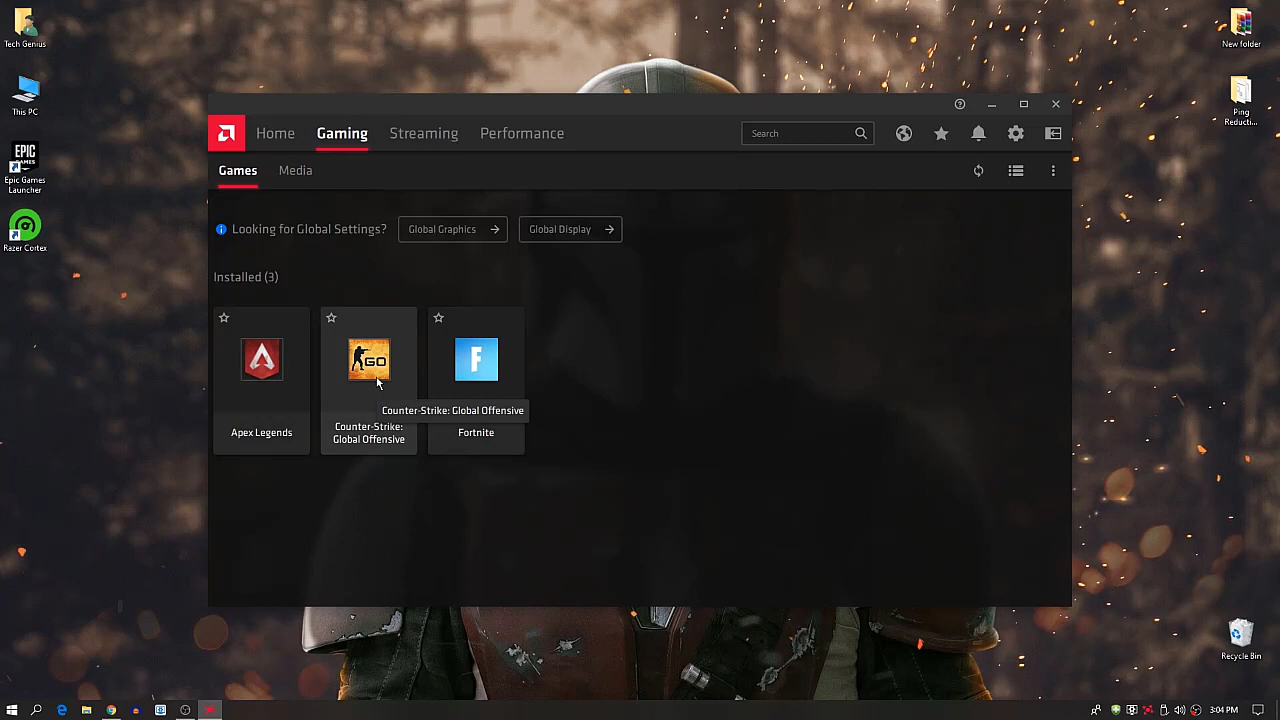 Tech Genius
This PC
EPIC
GAMES
Epic Games
Launcher
Razer Cortex
New folder
Ping
Reducti...
Recycle Bin
Home
Gaming
Streaming
Performance
Search
Games
Media
Looking for Global Settings?
Global Graphics
Global Display
Installed (3)
GO
F
Counter-Strike: Global Offensive
Apex Legends
Counter-Strike:
Global Offensive
Fortnite
3:04 PM